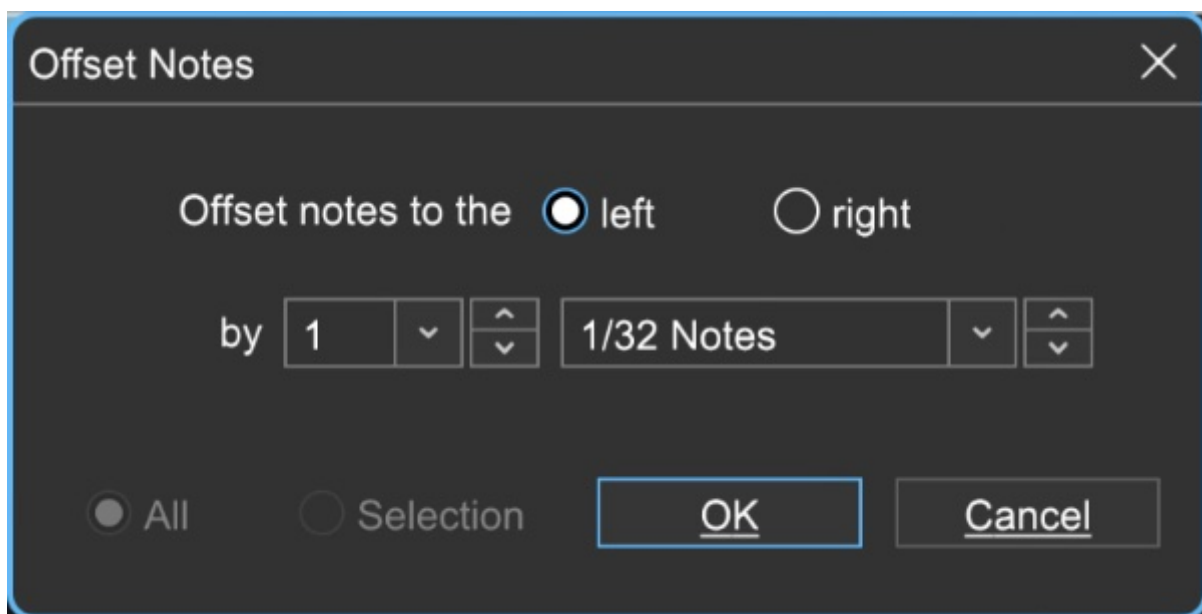 Offset Notes
Offset notes to the left right
by 1 1/32 Notes
All Selection OK Cancel